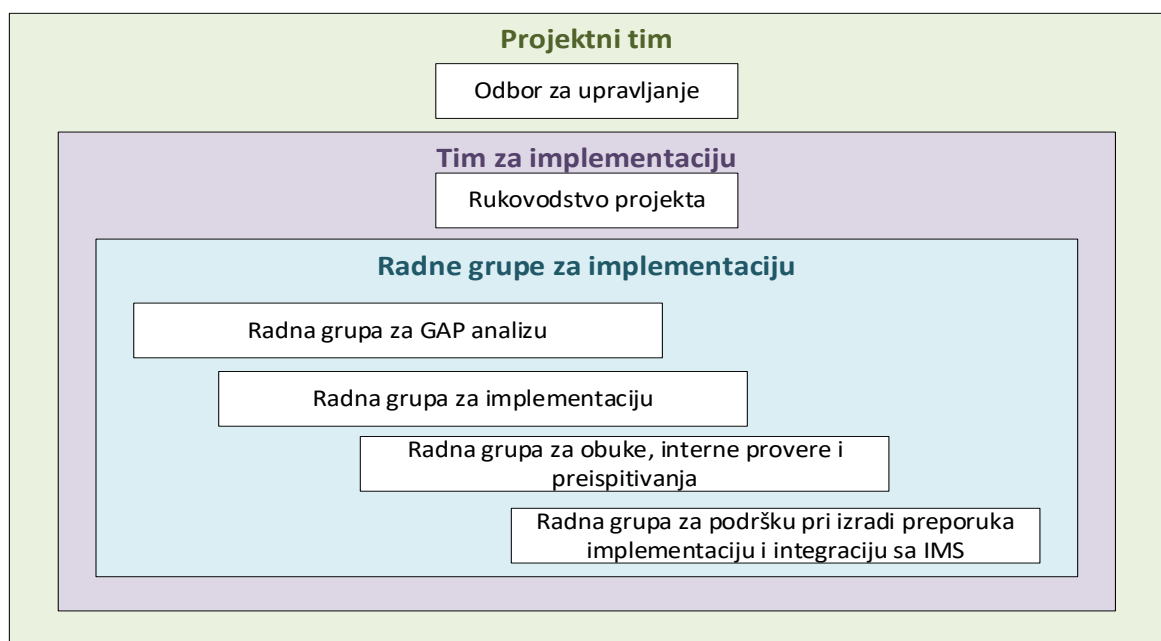 Projektni tim
Odbor za upravljanje
Tim za implementaciju
Rukovodstvo projekta
Radne grupe za implementaciju
Radna grupa za GAP analizu
Radna grupa za implementaciju
Radna grupa za obuke, interne provere i
preispitivanja
Radna grupa za podršku pri izradi preporuka
implementaciju i integraciju sa IMS